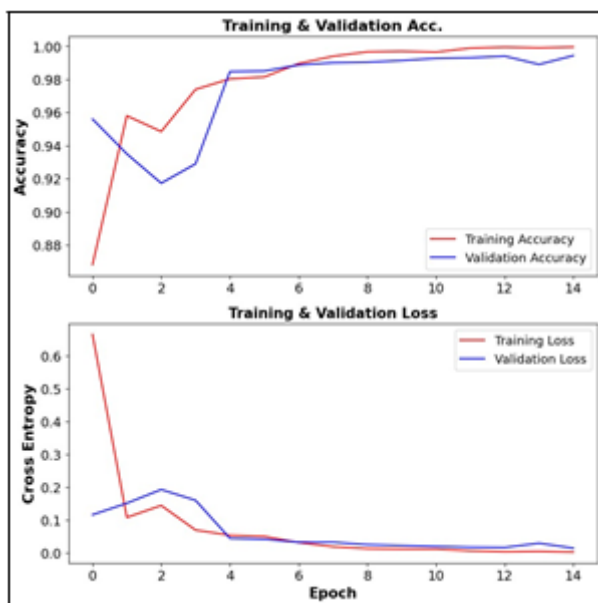 Training & Validation Acc.
1.00
0.98
0.96
0.94
0.92
0.90
0.88
Accuracy
Training Accuracy
Validation Accuracy
0 2 4 6 8 10 12 14
Training & Validation Loss
0.6
0.5
0.4
0.3
0.2
0.1
0.0
Cross Entropy
Training Loss
Validation Loss
0 2 4 6 8 10 12 14
Epoch